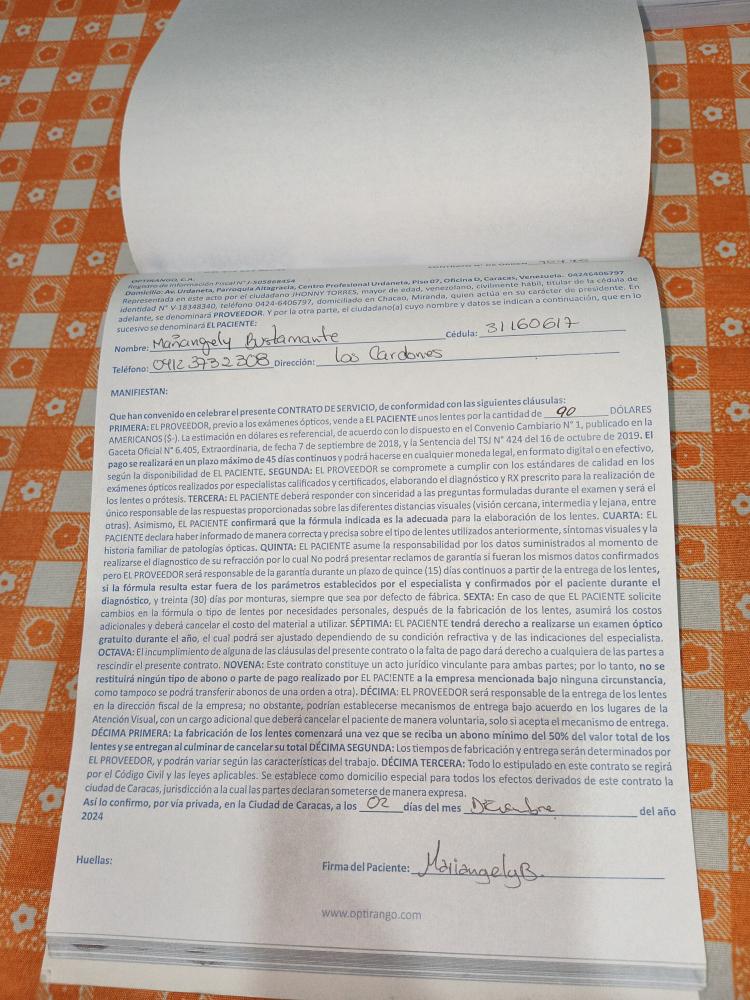 OPTIRANGO, C.A.
Registro de Información Fiscal N° J-505898454
Domicilio: Av. Urdaneta, Parroquia Altagracia, Centro Profesional Urdaneta, Piso 07, Oficina D, Caracas, Venezuela. 04246406797
Representada en este acto por el ciudadano JHONNY TORRES, mayor de edad, venezolano, civilmente hábil, titular de la cédula de
identidad N° V-18348340, teléfono 0424-6406797, domiciliado en Chacao, Miranda, quien actúa en su carácter de presidente. En
adelante, se denominará PROVEEDOR. Y por la otra parte, el ciudadano(a) cuyo nombre y datos se indican a continuación, que en lo
sucesivo se denominará EL PACIENTE:
Nombre: Mariangely Bustamante Cédula: 31160617
Teléfono: 0412 3732308 Dirección: los Cardones
MANIFIESTAN:
Que han convenido en celebrar el presente CONTRATO DE SERVICIO, de conformidad con las siguientes cláusulas:
PRIMERA: EL PROVEEDOR, previo a los exámenes ópticos, vende a EL PACIENTE unos lentes por la cantidad de 90 DÓLARES
AMERICANOS ($-). La estimación en dólares es referencial, de acuerdo con lo dispuesto en el Convenio Cambiario N° 1, publicado en la
Gaceta Oficial N° 6.405, Extraordinaria, de fecha 7 de septiembre de 2018, y la Sentencia del TSJ N° 424 del 16 de octubre de 2019. El
pago se realizará en un plazo máximo de 45 días continuos y podrá hacerse en cualquier moneda legal, en formato digital o en efectivo,
según la disponibilidad de EL PACIENTE. SEGUNDA: EL PROVEEDOR se compromete a cumplir con los estándares de calidad en los
exámenes ópticos realizados por especialistas calificados y certificados, elaborando el diagnóstico y RX prescrito para la realización de
los lentes o prótesis. TERCERA: EL PACIENTE deberá responder con sinceridad a las preguntas formuladas durante el examen y será el
único responsable de las respuestas proporcionadas sobre las diferentes distancias visuales (visión cercana, intermedia y lejana, entre
otras). Asimismo, EL PACIENTE confirmará que la fórmula indicada es la adecuada para la elaboración de los lentes. CUARTA: EL
PACIENTE declara haber informado de manera correcta y precisa sobre el tipo de lentes utilizados anteriormente, síntomas visuales y la
historia familiar de patologías ópticas. QUINTA: EL PACIENTE asume la responsabilidad por los datos suministrados al momento de
realizarse el diagnostico de su refracción por lo cual No podrá presentar reclamos de garantía si fueran los mismos datos confirmados
pero EL PROVEEDOR será responsable de la garantía durante un plazo de quince (15) días continuos a partir de la entrega de los lentes,
si la fórmula resulta estar fuera de los parámetros establecidos por el especialista y confirmados por el paciente durante el
diagnóstico, y treinta (30) días por monturas, siempre que sea por defecto de fábrica. SEXTA: En caso de que EL PACIENTE solicite
cambios en la fórmula o tipo de lentes por necesidades personales, después de la fabricación de los lentes, asumirá los costos
adicionales y deberá cancelar el costo del material a utilizar. SÉPTIMA: EL PACIENTE tendrá derecho a realizarse un examen óptico
gratuito durante el año, el cual podrá ser ajustado dependiendo de su condición refractiva y de las indicaciones del especialista.
OCTAVA: El incumplimiento de alguna de las cláusulas del presente contrato o la falta de pago dará derecho a cualquiera de las partes a
rescindir el presente contrato. NOVENA: Este contrato constituye un acto jurídico vinculante para ambas partes; por lo tanto, no se
restituirá ningún tipo de abono o parte de pago realizado por EL PACIENTE a la empresa mencionada bajo ninguna circunstancia,
como tampoco se podrá transferir abonos de una orden a otra). DÉCIMA: EL PROVEEDOR será responsable de la entrega de los lentes
en la dirección fiscal de la empresa; no obstante, podrían establecerse mecanismos de entrega bajo acuerdo en los lugares de la
Atención Visual, con un cargo adicional que deberá cancelar el paciente de manera voluntaria, solo si acepta el mecanismo de entrega.
DÉCIMA PRIMERA: La fabricación de los lentes comenzará una vez que se reciba un abono mínimo del 50% del valor total de los
lentes y se entregan al culminar de cancelar su total DÉCIMA SEGUNDA: Los tiempos de fabricación y entrega serán determinados por
EL PROVEEDOR, y podrán variar según las características del trabajo. DÉCIMA TERCERA: Todo lo estipulado en este contrato se regirá
por el Código Civil y las leyes aplicables. Se establece como domicilio especial para todos los efectos derivados de este contrato la
ciudad de Caracas, jurisdicción a la cual las partes declaran someterse de manera expresa.
Así lo confirmo, por vía privada, en la Ciudad de Caracas, a los 02 días del mes Diciembre del año
2024
Huellas:
Firma del Paciente: Mariangely B.
www.optirango.com